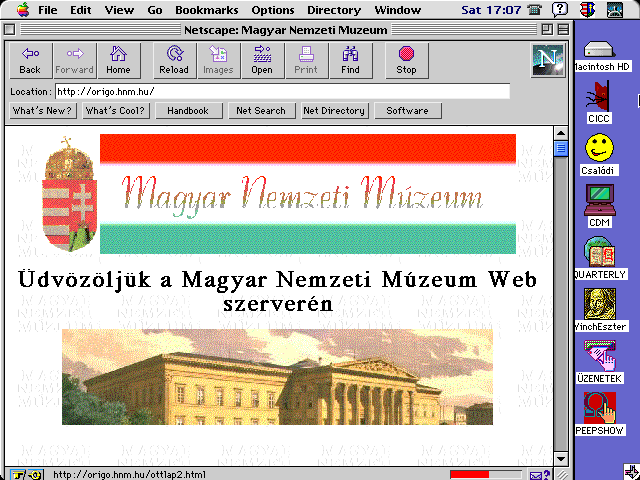 File Edit View Go Bookmarks Options Directory Window Sat 17:07
Netscape: Magyar Nemzeti Muzeum
Back Forward Home Reload Images Open Print Find Stop
N
Location: http://origo.hnm.hu/
What's New? What's Cool? Handbook Net Search Net Directory Software
Magyar Nemzeti Múzeum
Üdvözöljük a Magyar Nemzeti Múzeum Web
szerverén
http://origo.hnm.hu/ottlap2.html
Macintosh HD
CICC
Családi
CDM
QUARTERLY
VinchEszter
ÜZENETEK
PEEPSHOW